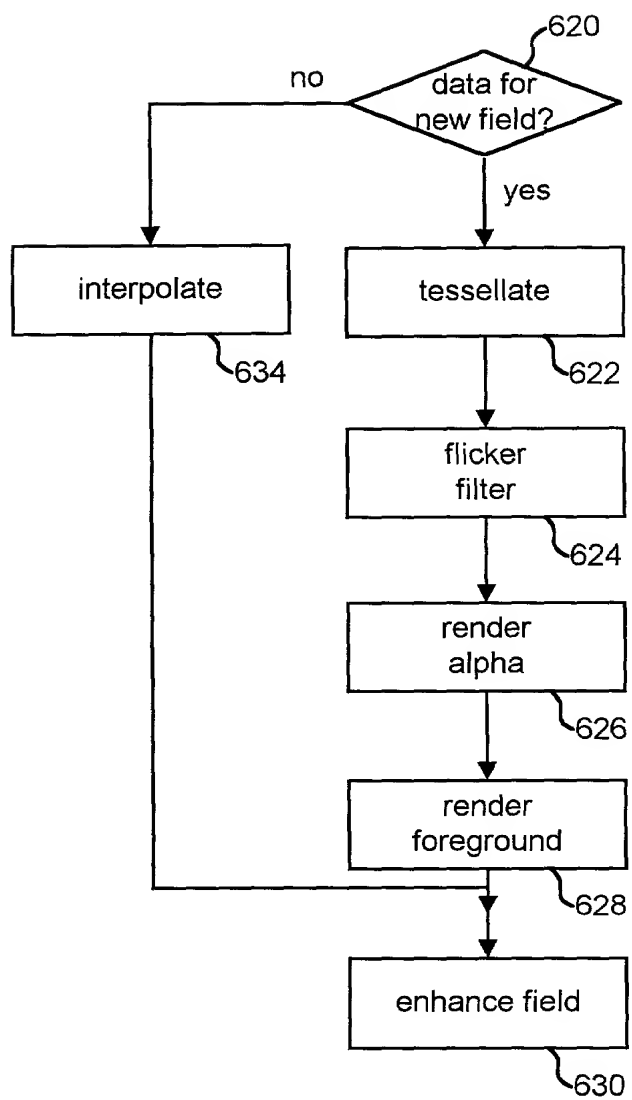 620
data for
new field?
no
yes
interpolate
634
tessellate
622
flicker
filter
624
render
alpha
626
render
foreground
628
enhance field
630